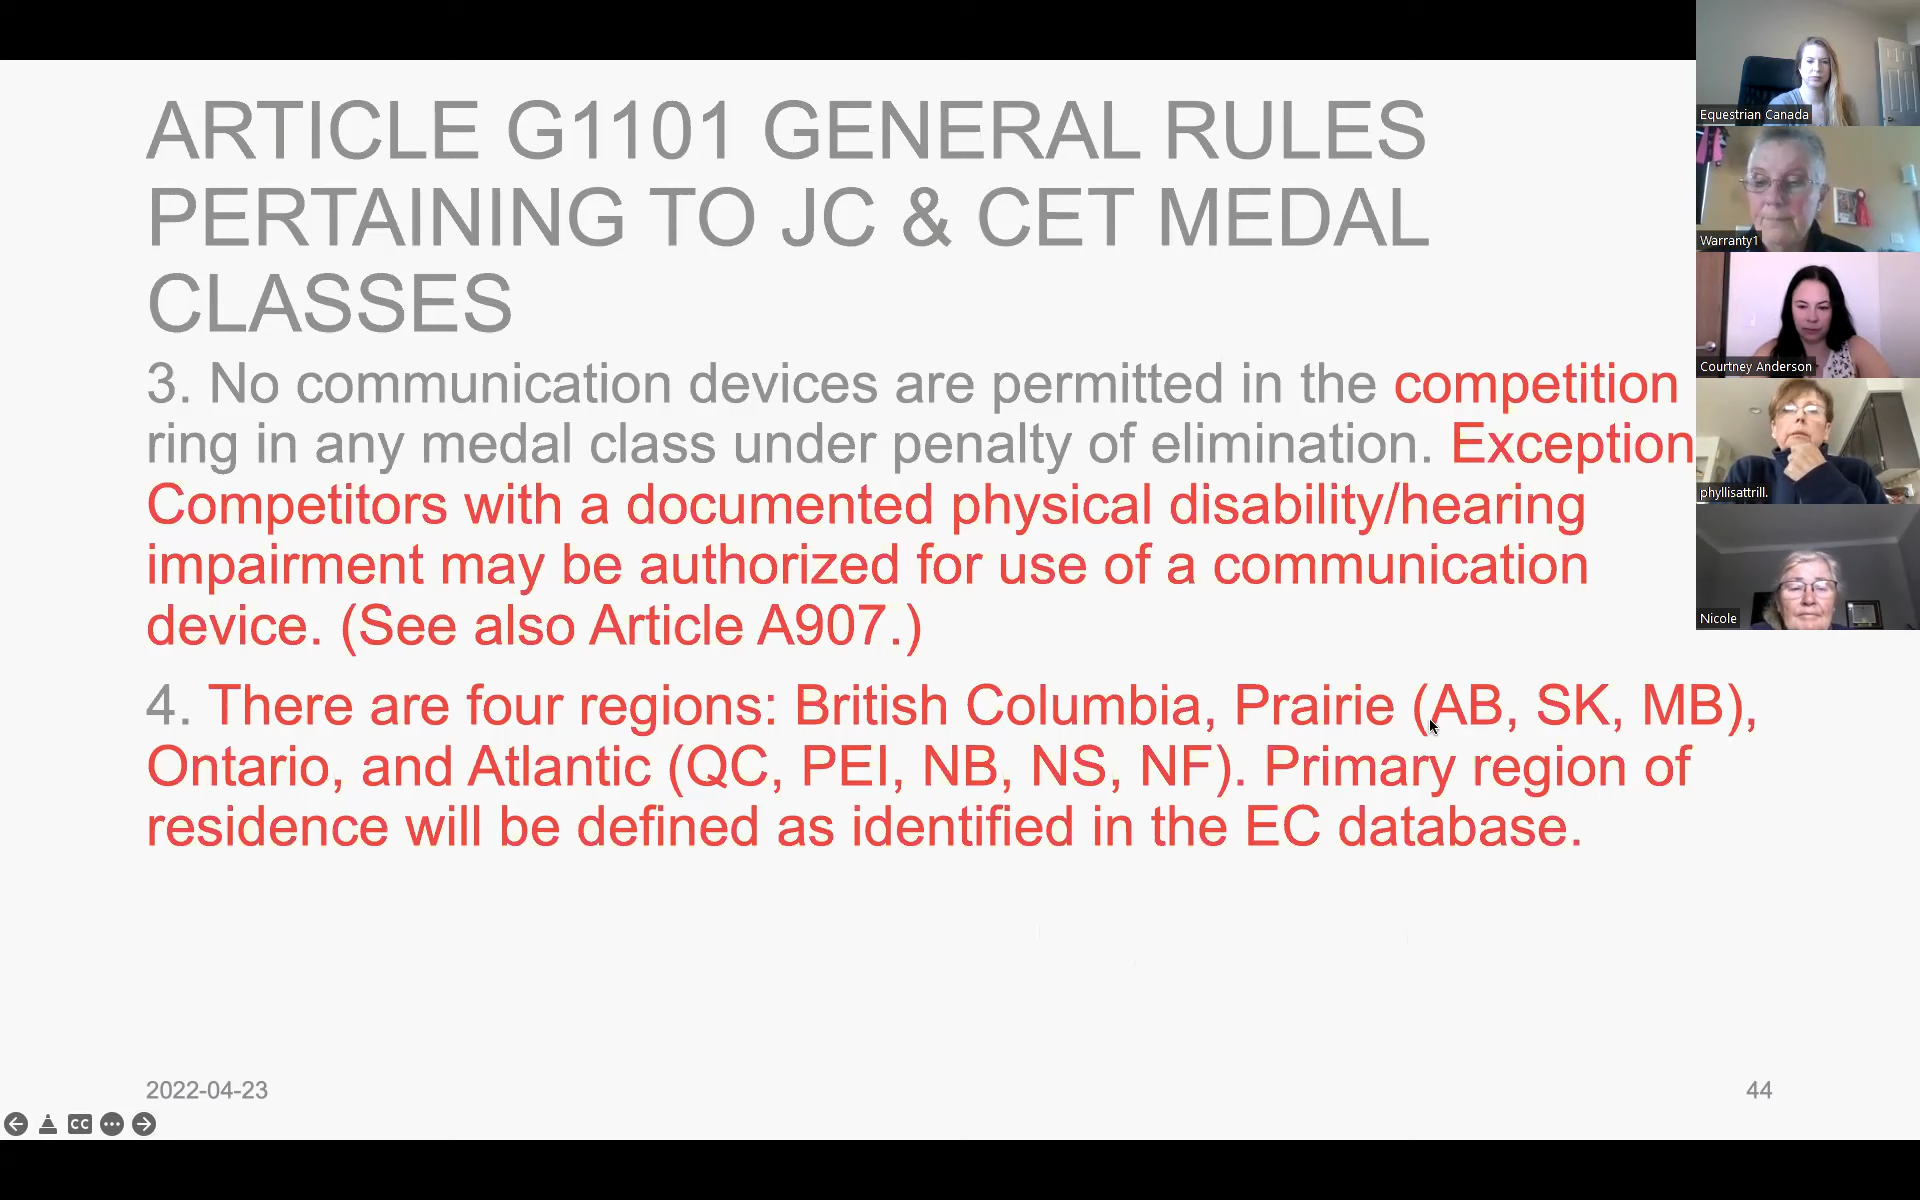 ARTICLE G1101 GENERAL RULES
PERTAINING TO JC & CET MEDAL
CLASSES
3. No communication devices are permitted in the competition
ring in any medal class under penalty of elimination. Exception
Competitors with a documented physical disability/hearing
impairment may be authorized for use of a communication
device. (See also Article A907.)
4. There are four regions: British Columbia, Prairie (AB, SK, MB),
Ontario, and Atlantic (QC, PEI, NB, NS, NF). Primary region of
residence will be defined as identified in the EC database.
2022-04-23
44
CC
Equestrian Canada
Warranty1
Courtney Anderson
phyllisattrill.
Nicole